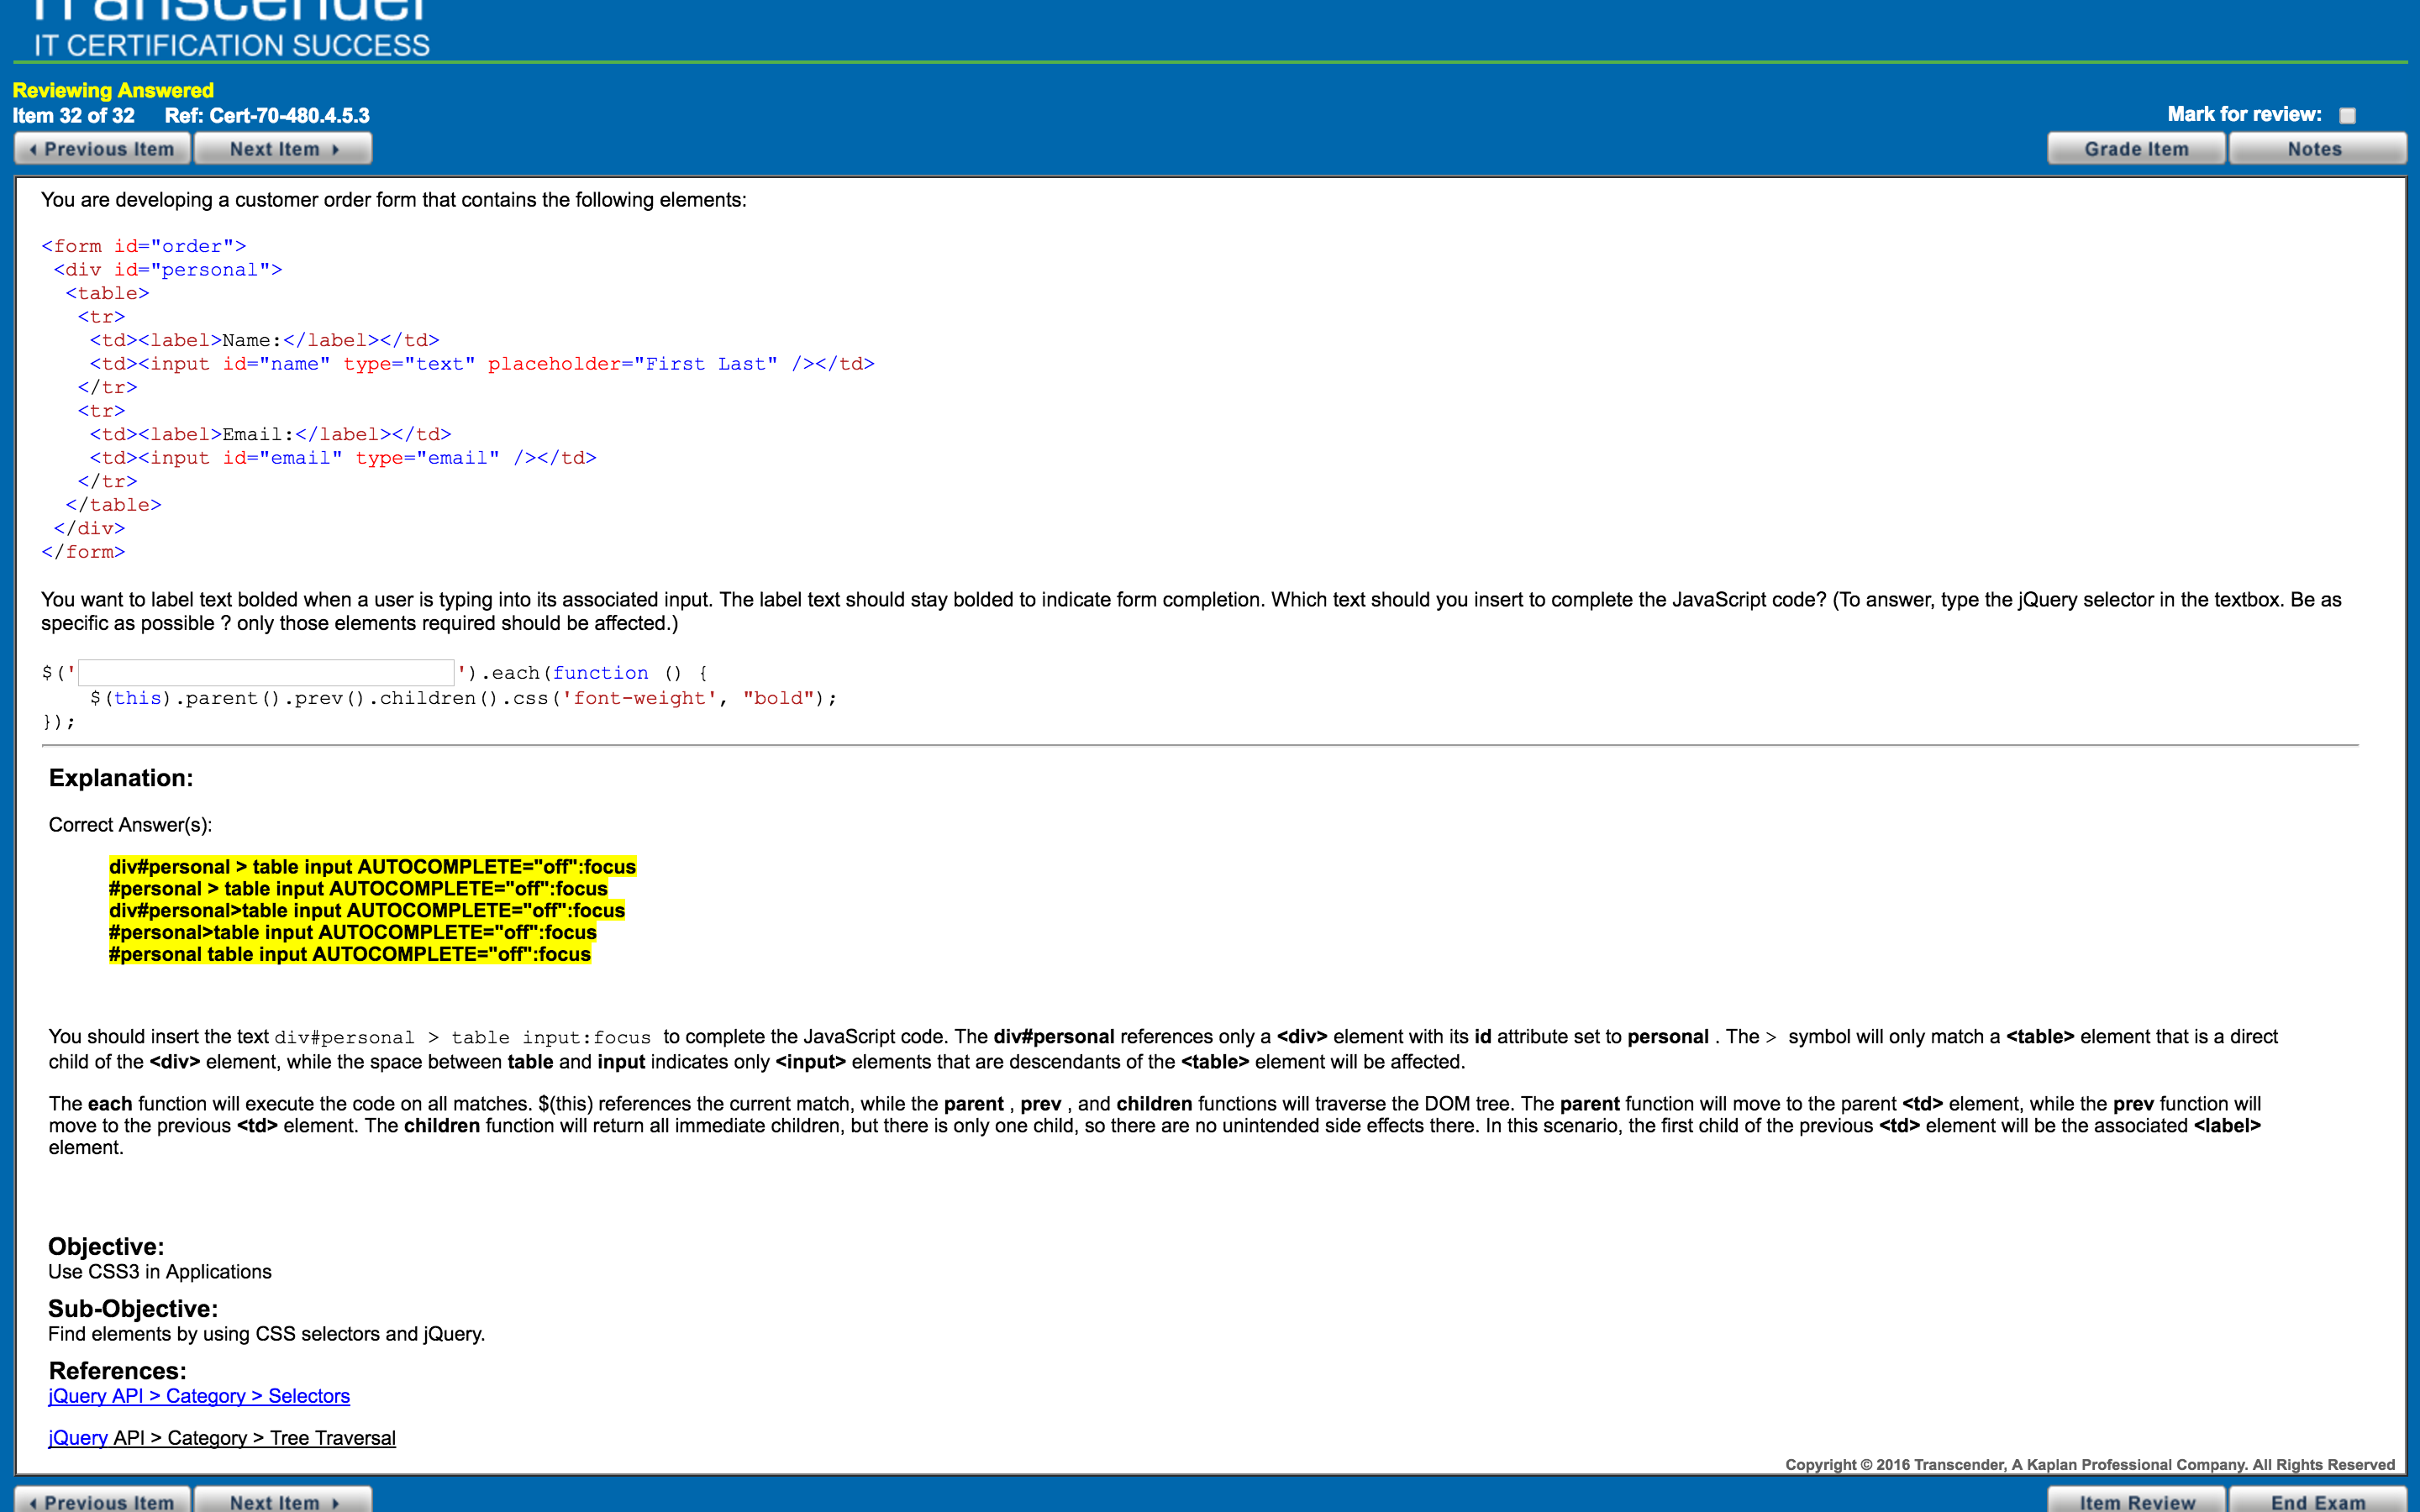 Transcender
IT CERTIFICATION SUCCESS
Reviewing Answered
Item 32 of 32 Ref: Cert-70-480.4.5.3
Mark for review:
Previous Item Next Item Grade Item Notes
You are developing a customer order form that contains the following elements:
<form id="order">
<div id="personal">
<table>
<tr>
<td><label>Name:</label></td>
<td><input id="name" type="text" placeholder="First Last" /></td>
</tr>
<tr>
<td><label>Email:</label></td>
<td><input id="email" type="email" /></td>
</tr>
</table>
</div>
</form>
You want to label text bolded when a user is typing into its associated input. The label text should stay bolded to indicate form completion. Which text should you insert to complete the JavaScript code? (To answer, type the jQuery selector in the textbox. Be as
specific as possible ? only those elements required should be affected.)
$(' ').each(function () {
$(this).parent().prev().children().css('font-weight', "bold");
});
Explanation:
Correct Answer(s):
div#personal > table input AUTOCOMPLETE="off":focus
#personal > table input AUTOCOMPLETE="off":focus
div#personal>table input AUTOCOMPLETE="off":focus
#personal>table input AUTOCOMPLETE="off":focus
#personal table input AUTOCOMPLETE="off":focus
You should insert the text div#personal > table input:focus to complete the JavaScript code. The div#personal references only a <div> element with its id attribute set to personal . The > symbol will only match a <table> element that is a direct
child of the <div> element, while the space between table and input indicates only <input> elements that are descendants of the <table> element will be affected.
The each function will execute the code on all matches. $(this) references the current match, while the parent , prev , and children functions will traverse the DOM tree. The parent function will move to the parent <td> element, while the prev function will
move to the previous <td> element. The children function will return all immediate children, but there is only one child, so there are no unintended side effects there. In this scenario, the first child of the previous <td> element will be the associated <label>
element.
Objective:
Use CSS3 in Applications
Sub-Objective:
Find elements by using CSS selectors and jQuery.
References:
jQuery API > Category > Selectors
jQuery API > Category > Tree Traversal
Copyright © 2016 Transcender, A Kaplan Professional Company. All Rights Reserved
Previous Item Next Item Item Review End Exam